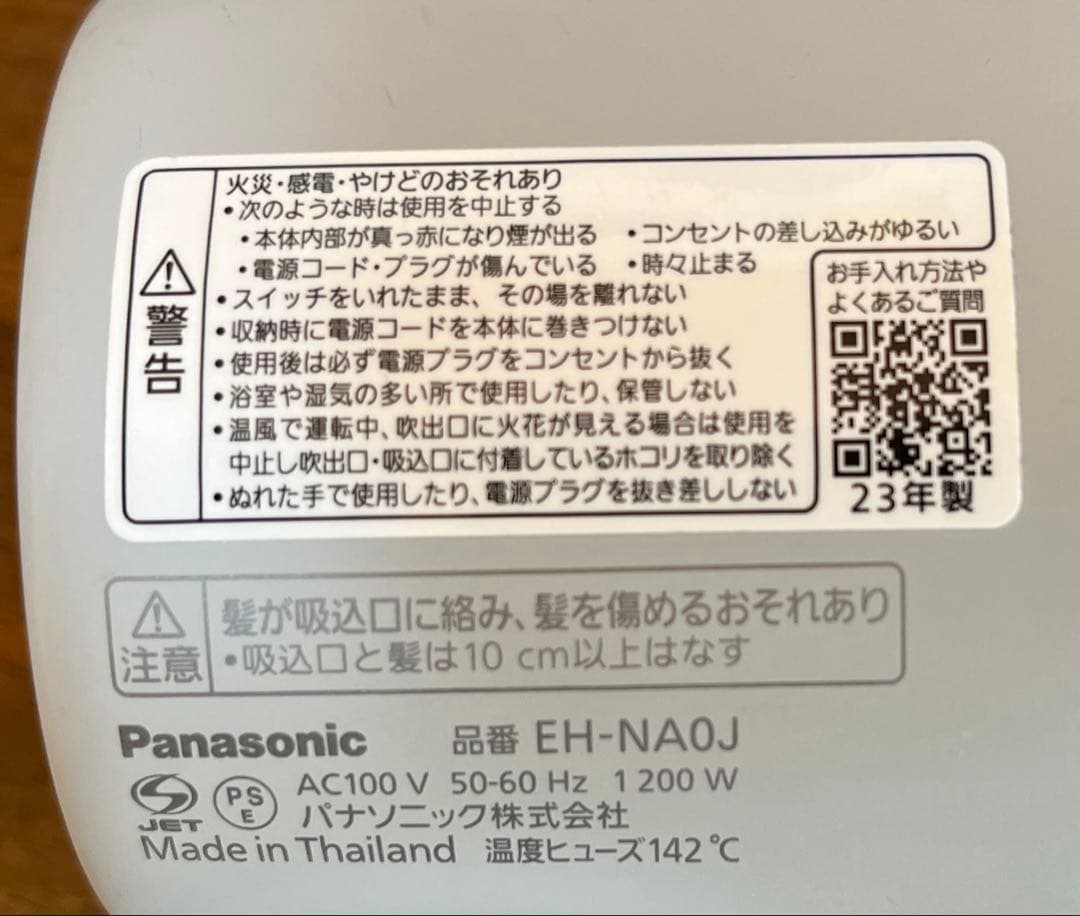 警告
火災・感電・やけどのおそれあり
•次のような時は使用を中止する
•本体内部が真っ赤になり煙が出る •コンセントの差し込みがゆるい
•電源コード・プラグが傷んでいる •時々止まる
•スイッチをいれたまま、その場を離れない
•収納時に電源コードを本体に巻きつけない
•使用後は必ず電源プラグをコンセントから抜く
•浴室や湿気の多い所で使用したり、保管しない
•温風で運転中、吹出口に火花が見える場合は使用を
中止し吹出口・吸込口に付着しているホコリを取り除く
•ぬれた手で使用したり、電源プラグを抜き差ししない
お手入れ方法や
よくあるご質問
23年製
注意
髪が吸込口に絡み、髪を傷めるおそれあり
•吸込口と髪は10 cm以上はなす
Panasonic 品番 EH-NA0J
JET PSE AC100 V 50-60 Hz 1 200 W
パナソニック株式会社
Made in Thailand 温度ヒューズ142℃